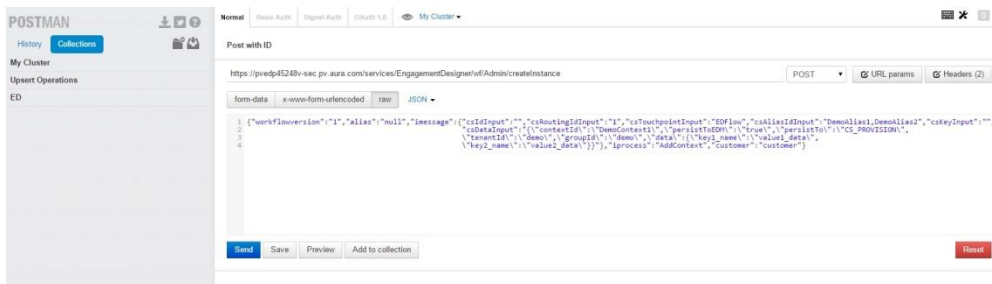 POSTMAN
History Collections
My Cluster
Upsert Operations
ED
Normal Basic Auth Digest Auth OAuth 1.0 My Cluster
Post with ID
https://pvedp45248v-sec.pv.aura.com/services/EngagementDesigner/wf/Admin/createInstance POST URL params Headers (2)
form-data x-www-form-urlencoded raw JSON
1 {"workflowversion":"1","alias":"null","imessage":{"csIdInput":"","csRoutingIdInput":"1","csTouchpointInput":"EDFlow","csAliasIdInput":"DemoAlias1,DemoAlias2","csKeyInput":""
2 "csDataInput":"{\"contextId\":\"DemoContext1\",\"persistToEDM\":\"true\",\"persistTo\":\"CS_PROVISION\",
3 \"tenantId\":\"demo\",\"groupId\":\"demo\",\"data\":{\"key1_name\":\"value1_data\",
4 \"key2_name\":\"value2_data\"}}"},"iprocess":"AddContext","customer":"customer"}
Send Save Preview Add to collection Reset